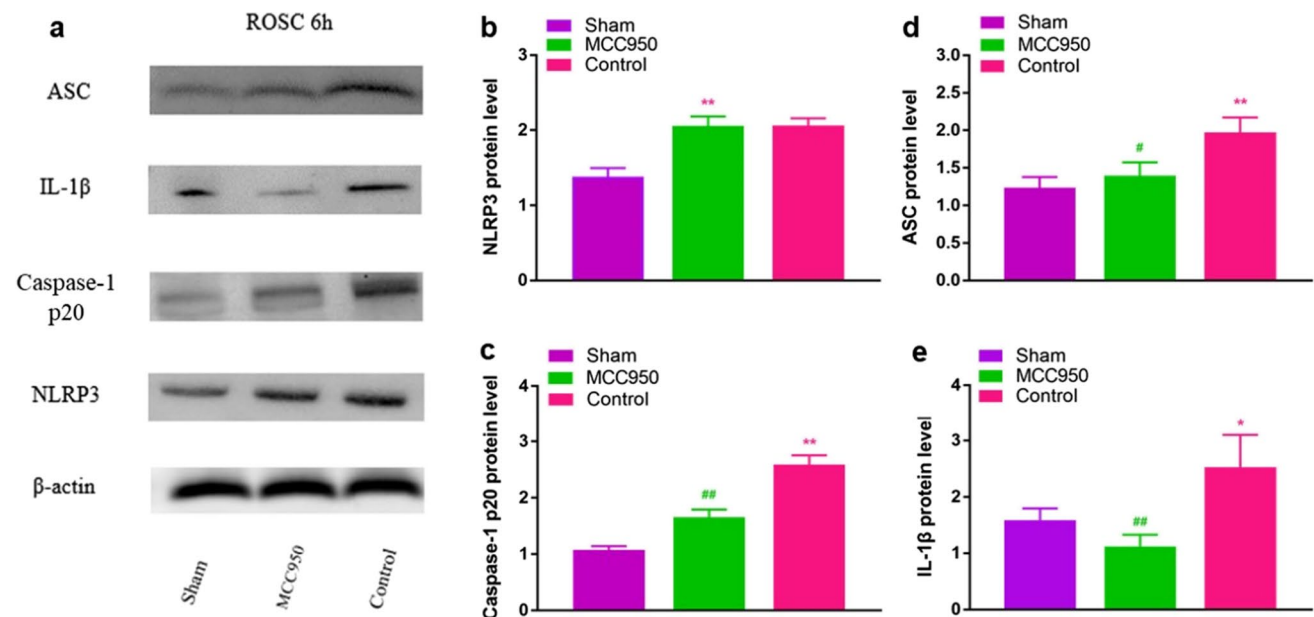 a
ROSC 6h
ASC
IL-1β
Caspase-1
p20
NLRP3
β-actin
Sham
MCC950
Control
b
Sham
MCC950
Control
NLRP3 protein level
3
2
1
0
**
c
Sham
MCC950
Control
Caspase-1 p20 protein level
4
3
2
1
0
##
**
d
Sham
MCC950
Control
ASC protein level
3.0
2.5
2.0
1.5
1.0
0.5
0.0
#
**
e
Sham
MCC950
Control
IL-1β protein level
4
3
2
1
0
##
*